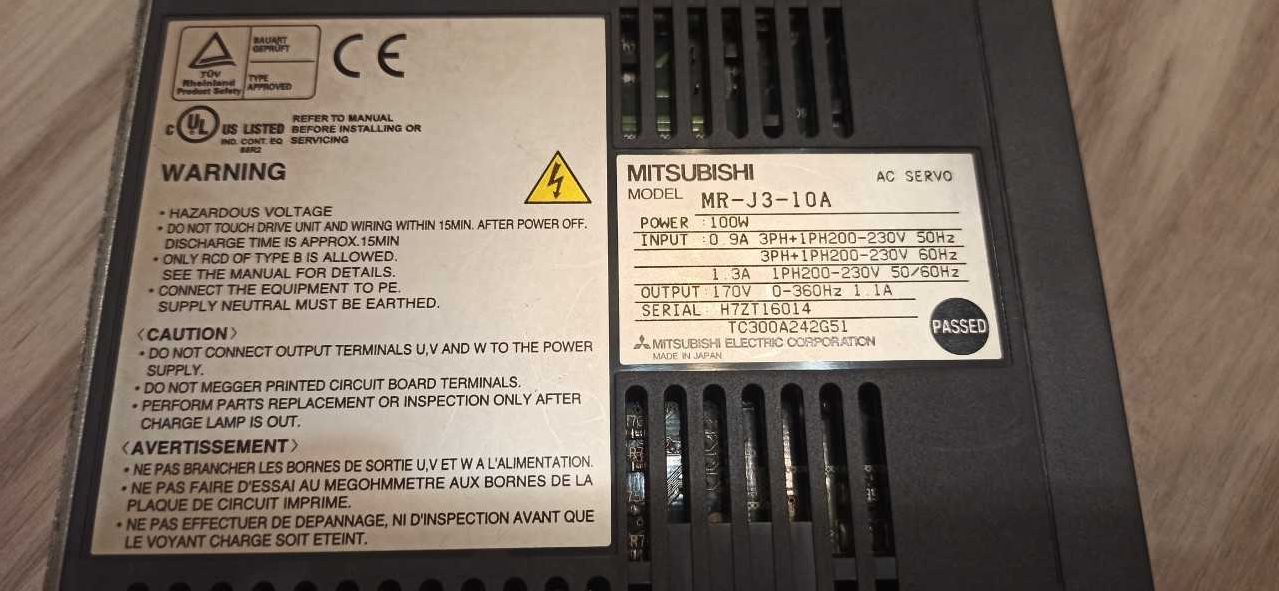 BAUART
GEPRÜFT
TÜV
Rheinland
Product Safety
TYPE
APPROVED
CE
C UL US LISTED
IND. CONT. EQ
66R2
REFER TO MANUAL
BEFORE INSTALLING OR
SERVICING
WARNING
• HAZARDOUS VOLTAGE
• DO NOT TOUCH DRIVE UNIT AND WIRING WITHIN 15MIN. AFTER POWER OFF.
DISCHARGE TIME IS APPROX.15MIN
• ONLY RCD OF TYPE B IS ALLOWED.
SEE THE MANUAL FOR DETAILS.
• CONNECT THE EQUIPMENT TO PE.
SUPPLY NEUTRAL MUST BE EARTHED.
〈CAUTION〉
• DO NOT CONNECT OUTPUT TERMINALS U,V AND W TO THE POWER
SUPPLY.
• DO NOT MEGGER PRINTED CIRCUIT BOARD TERMINALS.
• PERFORM PARTS REPLACEMENT OR INSPECTION ONLY AFTER
CHARGE LAMP IS OUT.
〈AVERTISSEMENT〉
• NE PAS BRANCHER LES BORNES DE SORTIE U,V ET W A L'ALIMENTATION.
• NE PAS FAIRE D'ESSAI AU MEGOHMMETRE AUX BORNES DE LA
PLAQUE DE CIRCUIT IMPRIME.
• NE PAS EFFECTUER DE DEPANNAGE, NI D'INSPECTION AVANT QUE
LE VOYANT CHARGE SOIT ETEINT.
MITSUBISHI AC SERVO
MODEL MR-J3-10A
POWER :100W
INPUT :0.9A 3PH+1PH200-230V 50Hz
3PH+1PH200-230V 60Hz
1.3A 1PH200-230V 50/60Hz
OUTPUT:170V 0-360Hz 1.1A
SERIAL: H7ZT16014
TC300A242G51
PASSED
MITSUBISHI ELECTRIC CORPORATION
MADE IN JAPAN